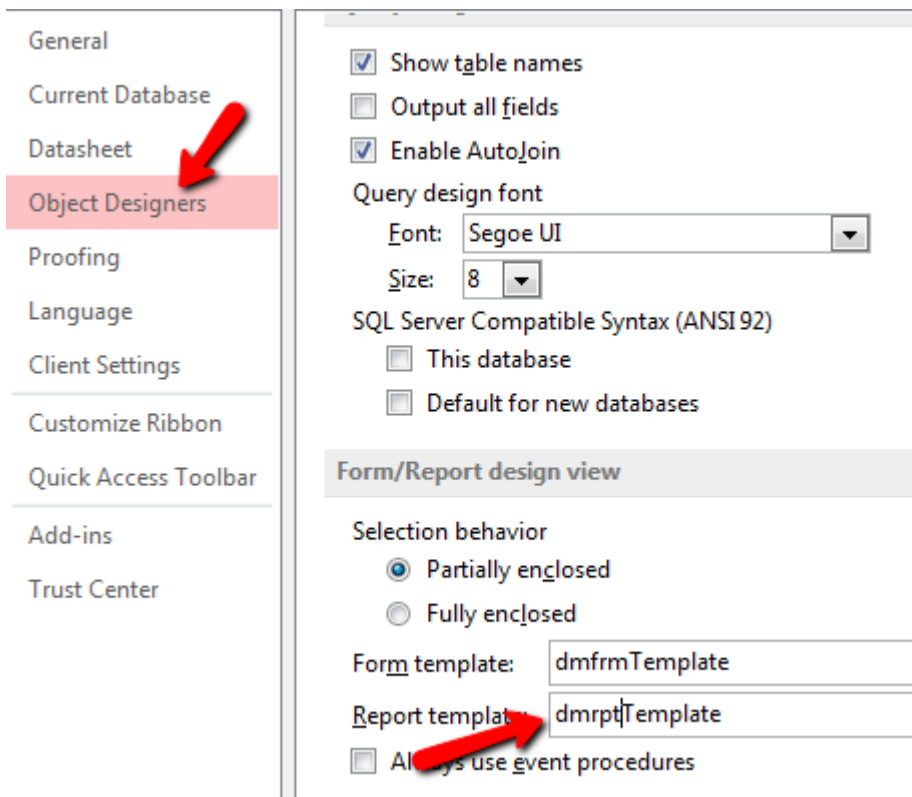 General
Current Database
Datasheet
Object Designers
Proofing
Language
Client Settings
Customize Ribbon
Quick Access Toolbar
Add-ins
Trust Center
Show table names
Output all fields
Enable AutoJoin
Query design font
Font: Segoe UI
Size: 8
SQL Server Compatible Syntax (ANSI 92)
This database
Default for new databases
Form/Report design view
Selection behavior
Partially enclosed
Fully enclosed
Form template: dmfrmTemplate
Report template: dmrptTemplate
Always use event procedures